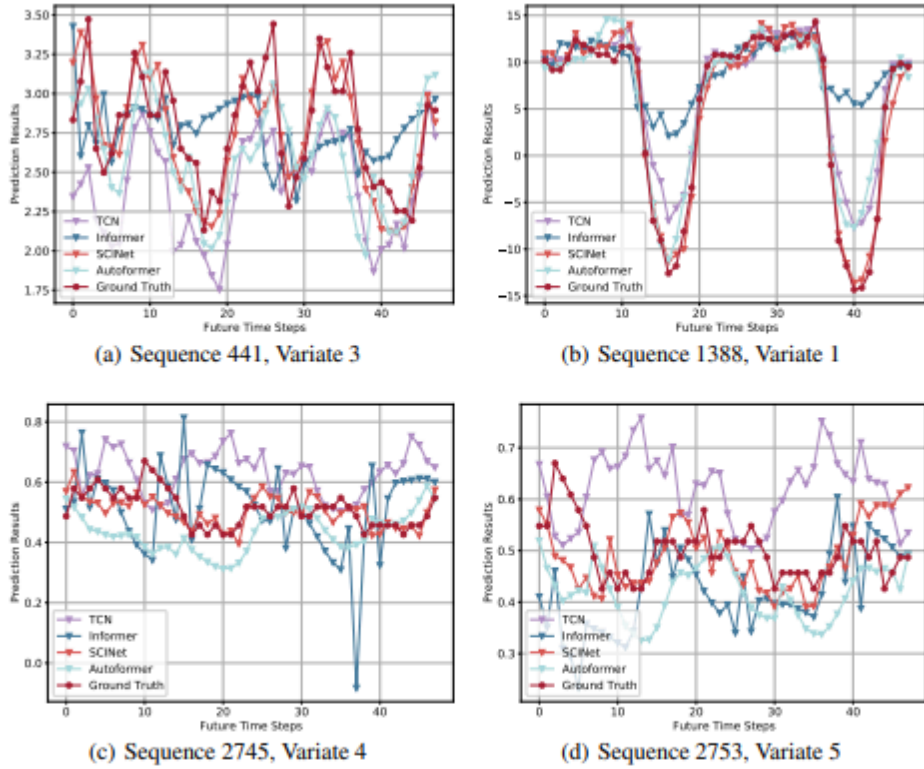 3.50
3.25
3.00
2.75
2.50
2.25
2.00
1.75
Prediction Results
TCN
Informer
SCINet
Autoformer
Ground Truth
0 10 20 30 40
Future Time Steps
(a) Sequence 441, Variate 3
15
10
5
0
−5
−10
−15
Prediction Results
TCN
Informer
SCINet
Autoformer
Ground Truth
0 10 20 30 40
Future Time Steps
(b) Sequence 1388, Variate 1
0.8
0.6
0.4
0.2
0.0
Prediction Results
TCN
Informer
SCINet
Autoformer
Ground Truth
0 10 20 30 40
Future Time Steps
(c) Sequence 2745, Variate 4
0.7
0.6
0.5
0.4
0.3
Prediction Results
TCN
Informer
SCINet
Autoformer
Ground Truth
0 10 20 30 40
Future Time Steps
(d) Sequence 2753, Variate 5